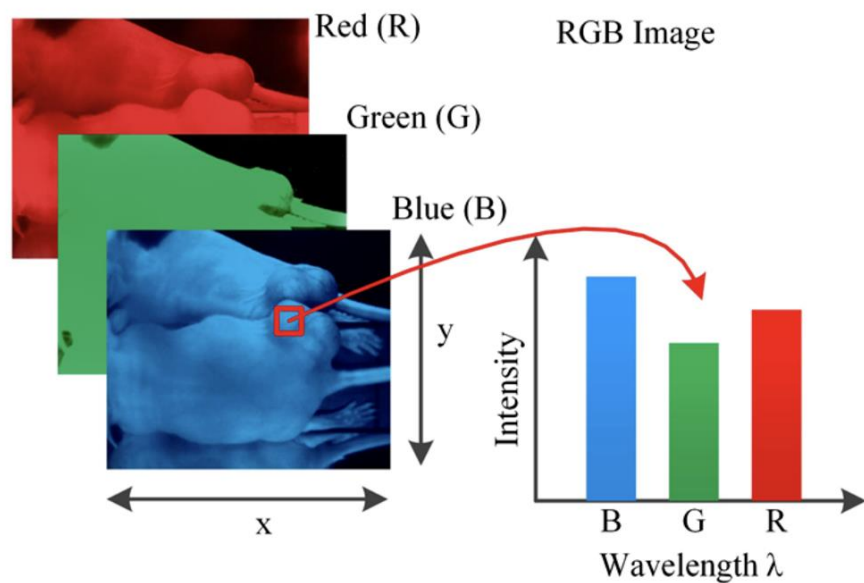 Red (R)
RGB Image
Green (G)
Blue (B)
y
x
Intensity
B G R
Wavelength λ